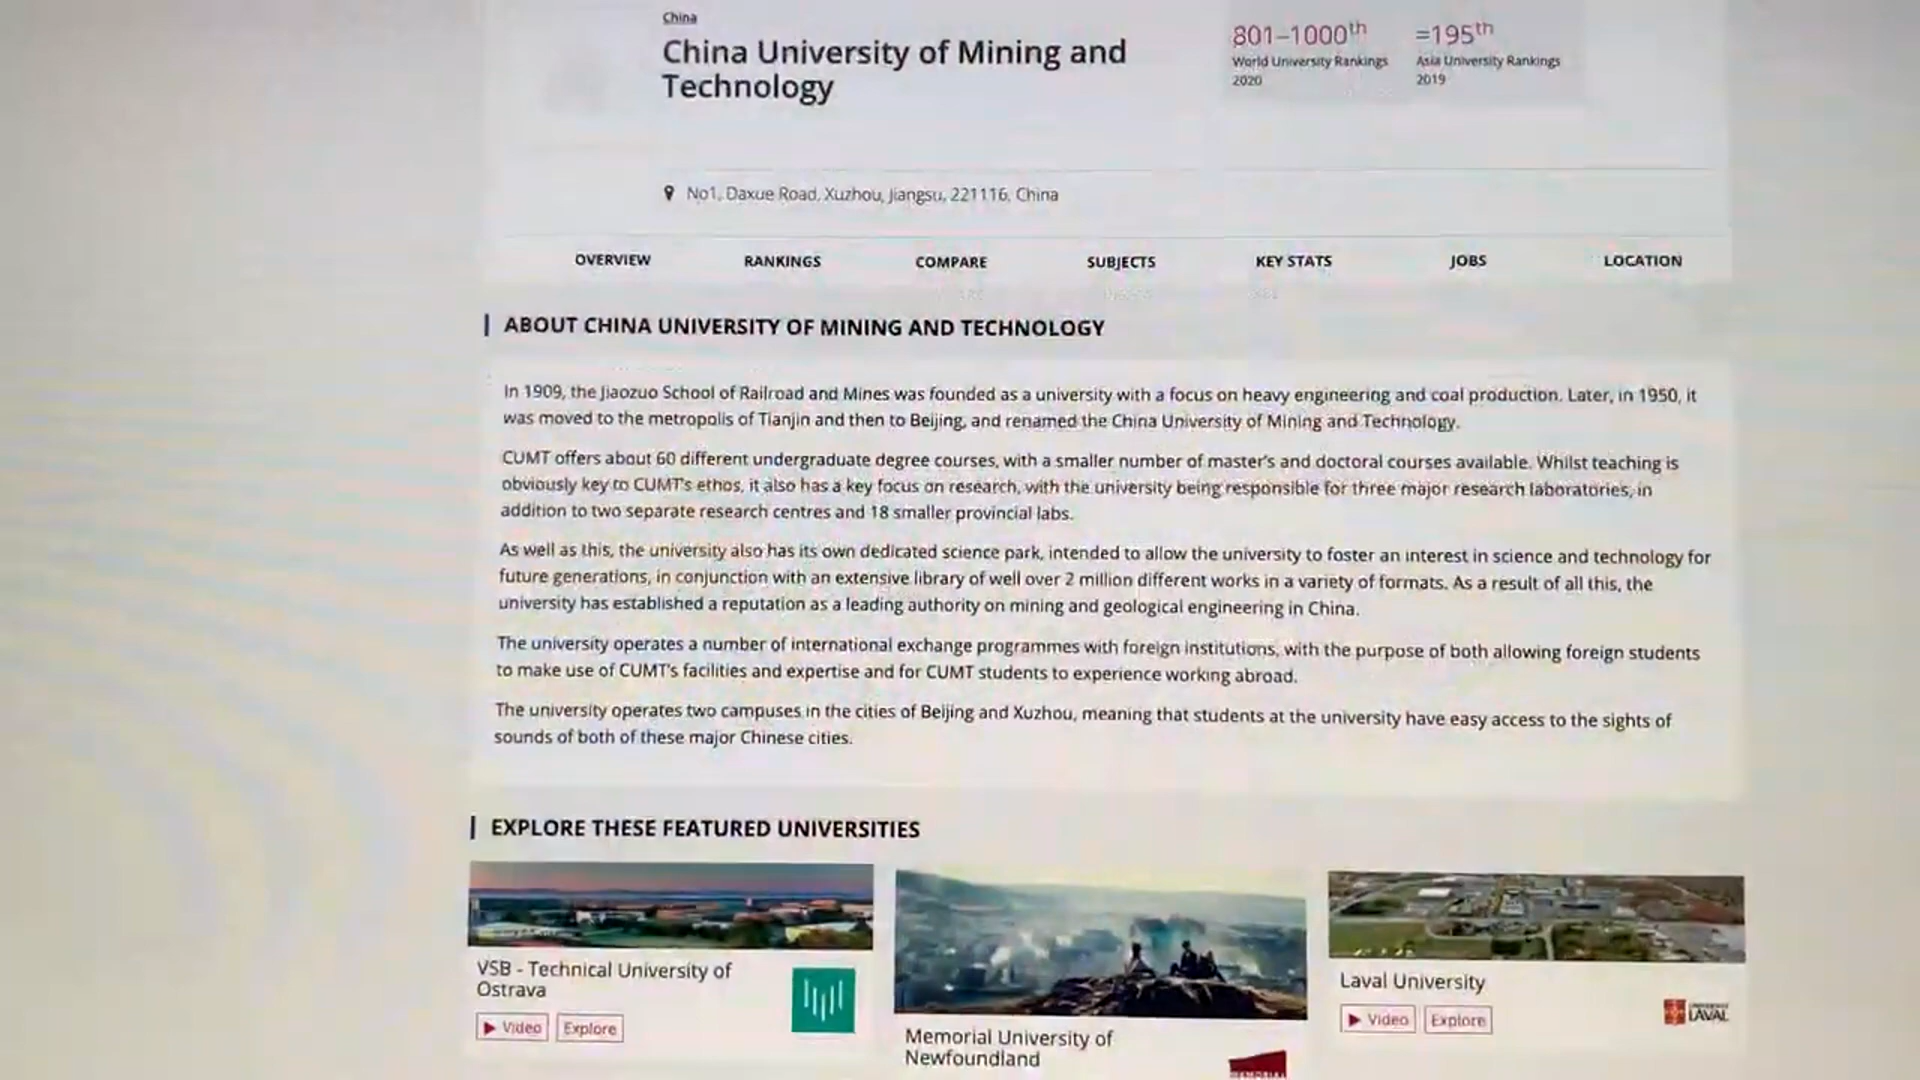 China
China University of Mining and
Technology
801–1000th
World University Rankings
2020
=195th
Asia University Rankings
2019
No1, Daxue Road, Xuzhou, Jiangsu, 221116, China
OVERVIEW
RANKINGS
COMPARE
SUBJECTS
KEY STATS
JOBS
LOCATION
ABOUT CHINA UNIVERSITY OF MINING AND TECHNOLOGY
In 1909, the Jiaozuo School of Railroad and Mines was founded as a university with a focus on heavy engineering and coal production. Later, in 1950, it
was moved to the metropolis of Tianjin and then to Beijing, and renamed the China University of Mining and Technology.
CUMT offers about 60 different undergraduate degree courses, with a smaller number of master's and doctoral courses available. Whilst teaching is
obviously key to CUMT's ethos, it also has a key focus on research, with the university being responsible for three major research laboratories, in
addition to two separate research centres and 18 smaller provincial labs.
As well as this, the university also has its own dedicated science park, intended to allow the university to foster an interest in science and technology for
future generations, in conjunction with an extensive library of well over 2 million different works in a variety of formats. As a result of all this, the
university has established a reputation as a leading authority on mining and geological engineering in China.
The university operates a number of international exchange programmes with foreign institutions, with the purpose of both allowing foreign students
to make use of CUMT's facilities and expertise and for CUMT students to experience working abroad.
The university operates two campuses in the cities of Beijing and Xuzhou, meaning that students at the university have easy access to the sights of
sounds of both of these major Chinese cities.
EXPLORE THESE FEATURED UNIVERSITIES
VSB - Technical University of
Ostrava
Video
Explore
Memorial University of
Newfoundland
Laval University
Video
Explore
UNIVERSITÉ
LAVAL